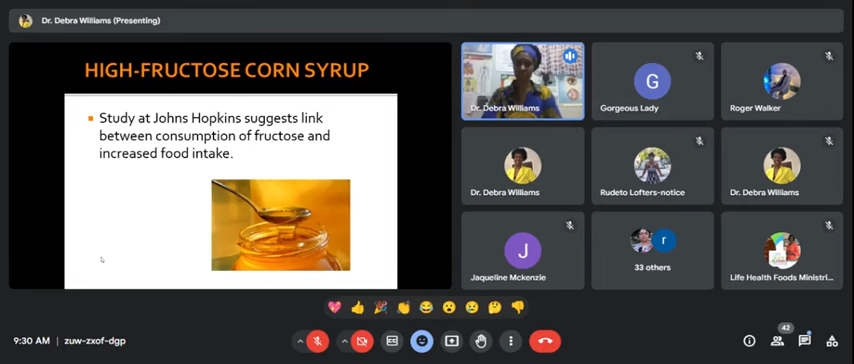 Dr. Debra Williams (Presenting)
HIGH-FRUCTOSE CORN SYRUP
Study at Johns Hopkins suggests link
between consumption of fructose and
increased food intake.
Dr. Debra Williams
G
Gorgeous Lady
Roger Walker
Dr. Debra Williams
Rudeto Lofters-notice
Dr. Debra Williams
J
Jaqueline Mckenzie
r
33 others
Life Health Foods Ministri...
9:30 AM | zuw-zxof-dgp
CC
42